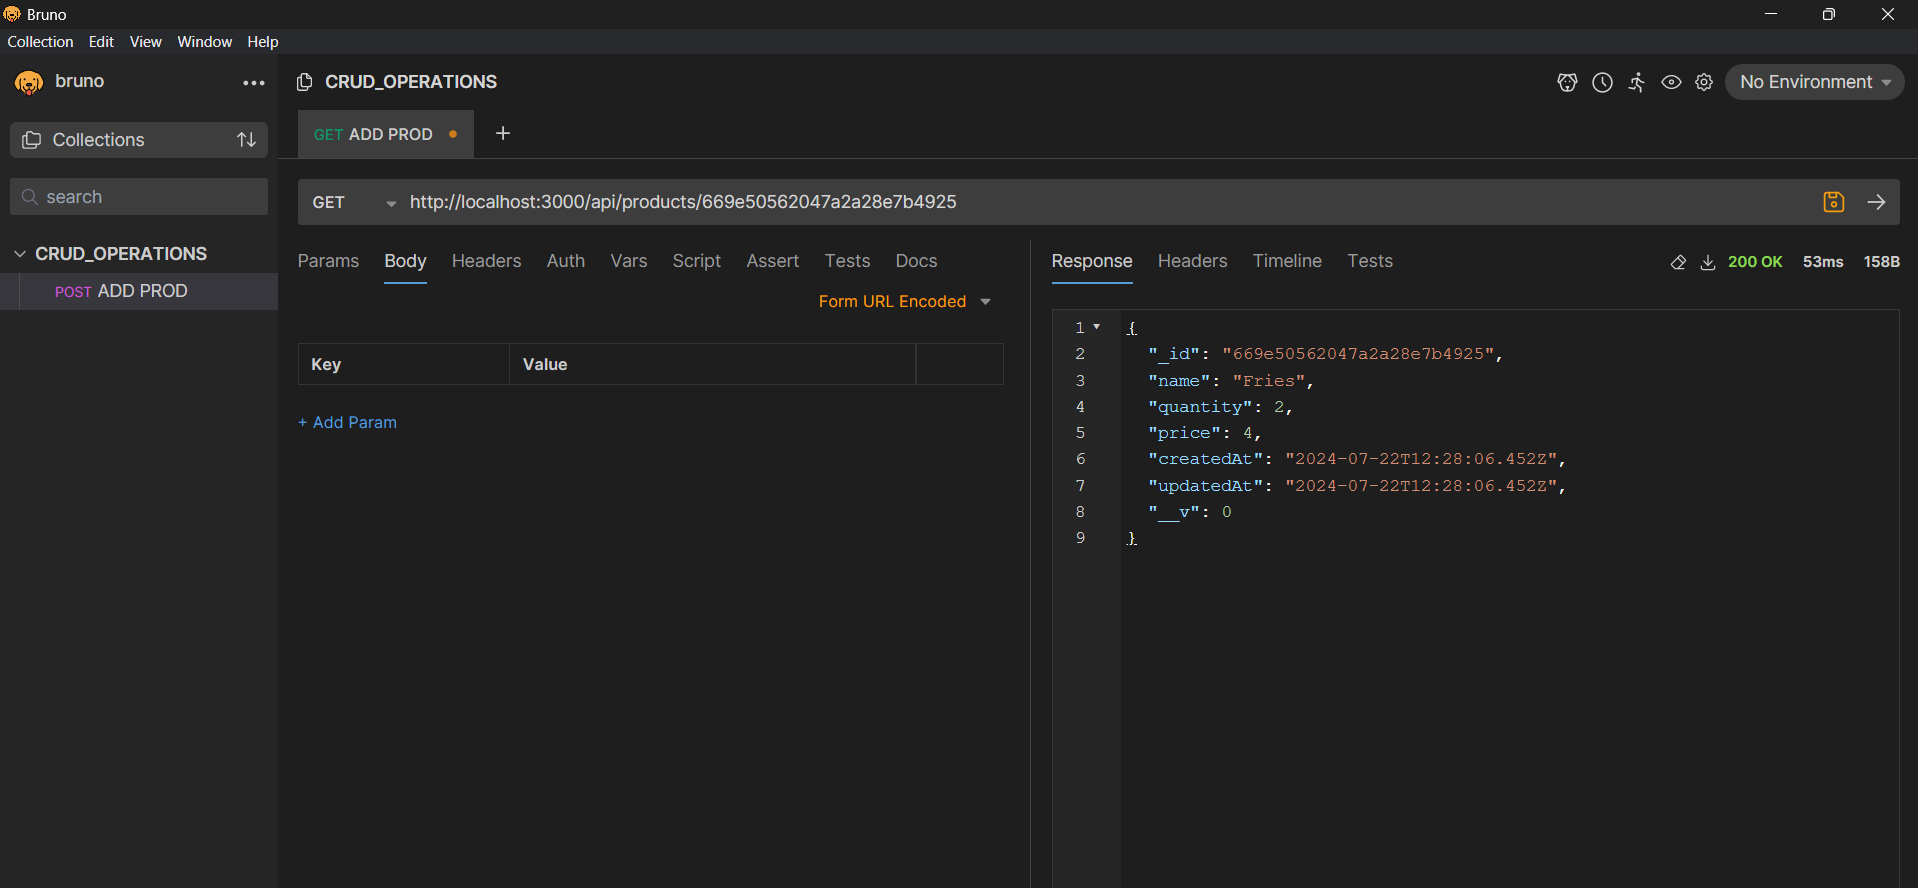 Bruno
Collection Edit View Window Help
bruno
CRUD_OPERATIONS
No Environment
Collections
GET ADD PROD
search
GET http://localhost:3000/api/products/669e50562047a2a28e7b4925
CRUD_OPERATIONS
POST ADD PROD
Params Body Headers Auth Vars Script Assert Tests Docs
Form URL Encoded
Key Value
+ Add Param
Response Headers Timeline Tests 200 OK 53ms 158B
1 {
2 "_id": "669e50562047a2a28e7b4925",
3 "name": "Fries",
4 "quantity": 2,
5 "price": 4,
6 "createdAt": "2024-07-22T12:28:06.452Z",
7 "updatedAt": "2024-07-22T12:28:06.452Z",
8 "__v": 0
9 }